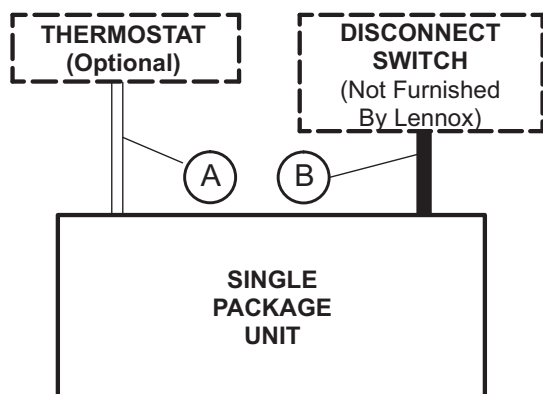 THERMOSTAT
(Optional)
DISCONNECT
SWITCH
(Not Furnished
By Lennox)
A
B
SINGLE
PACKAGE
UNIT